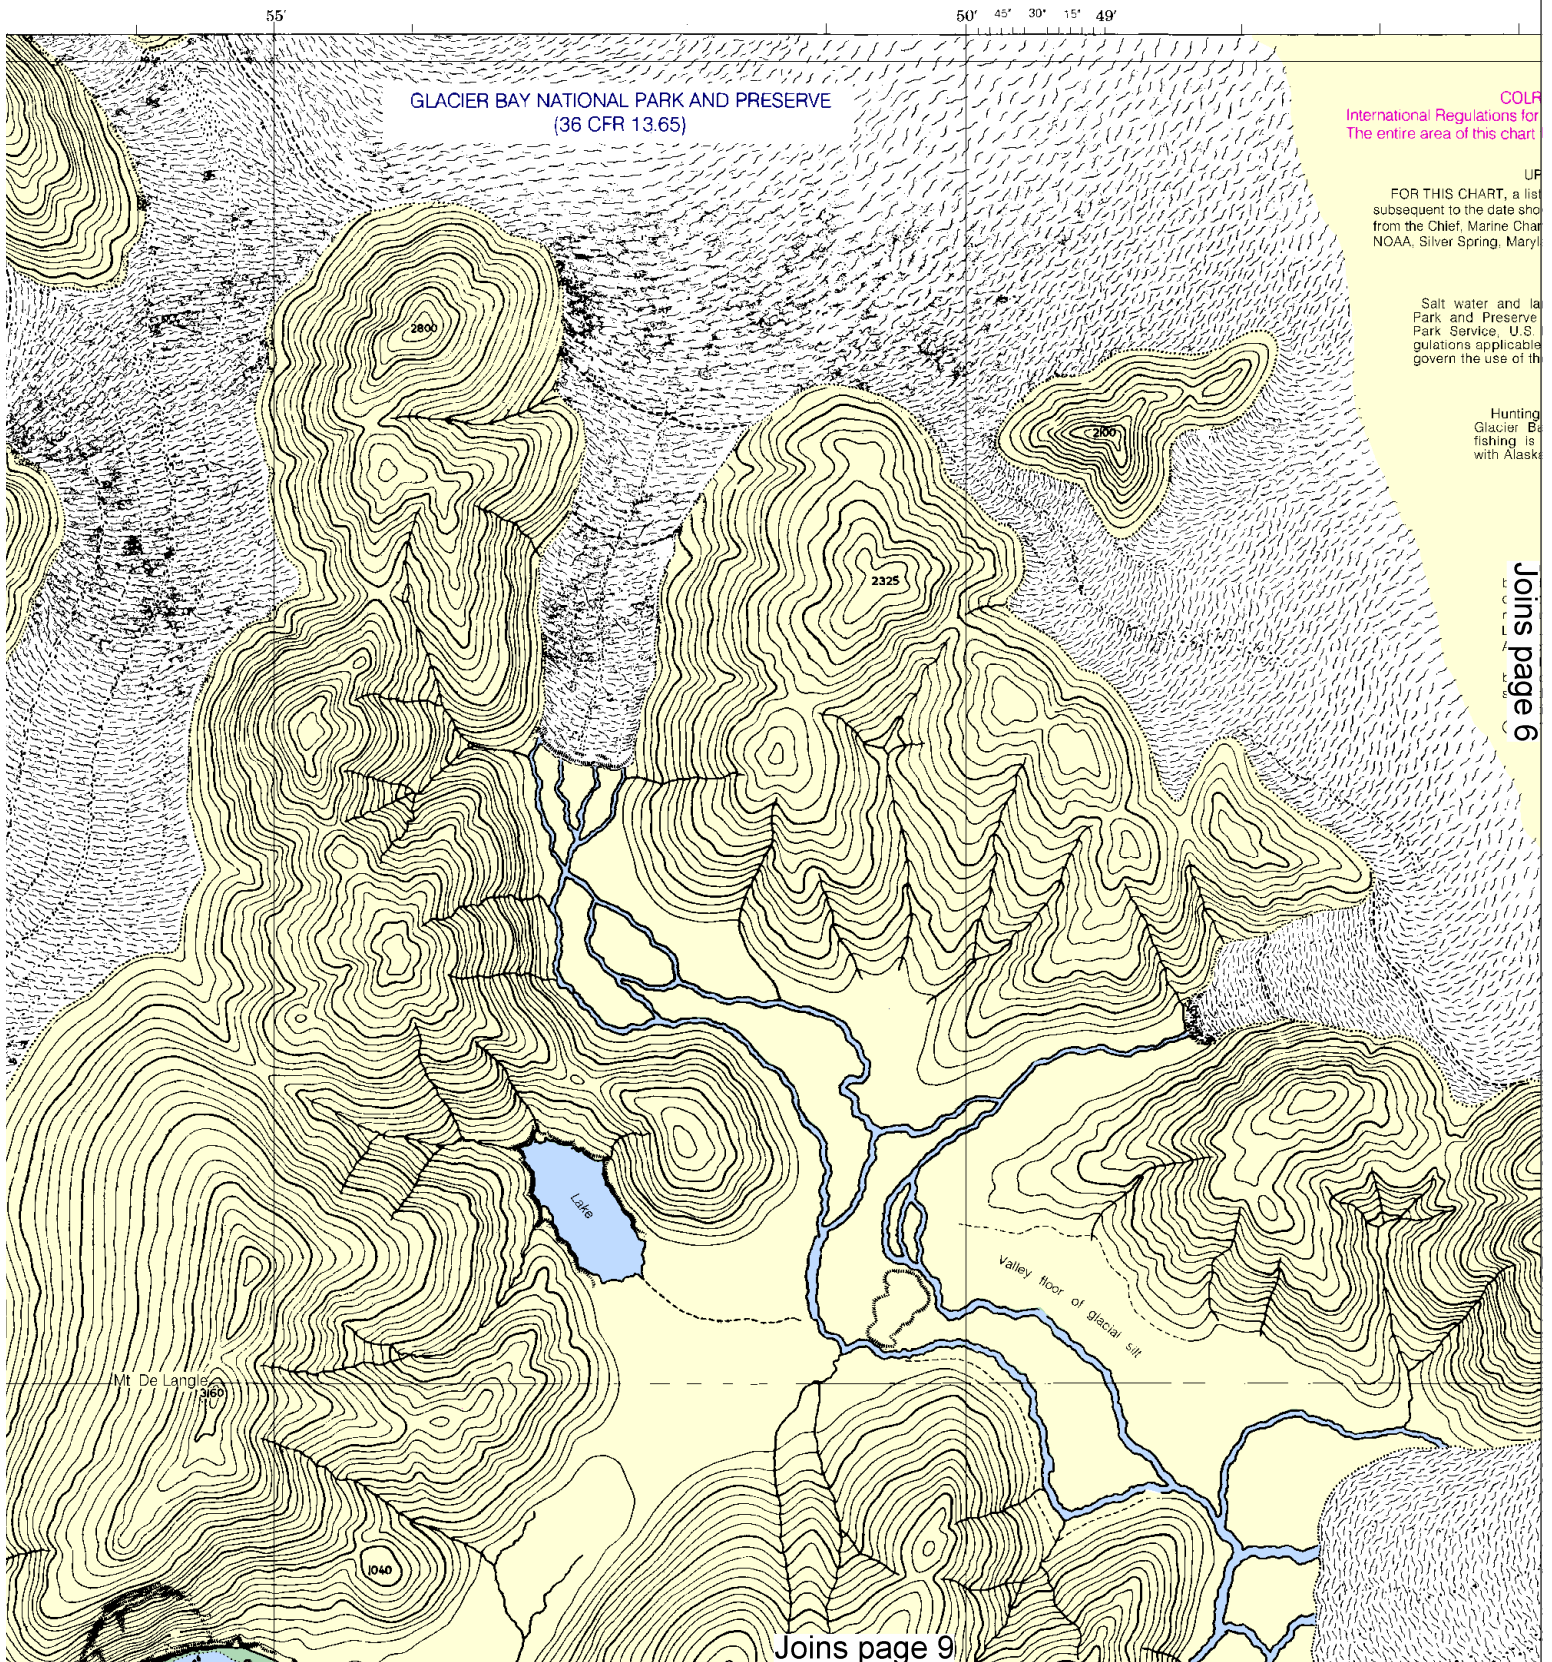 55′
50′ 45″ 30″ 15″ 49′
GLACIER BAY NATIONAL PARK AND PRESERVE
(36 CFR 13.65)
COLR
International Regulations for
The entire area of this chart
UP
FOR THIS CHART, a list
subsequent to the date sho
from the Chief, Marine Char
NOAA, Silver Spring, Maryl
Salt water and la
Park and Preserve
Park Service, U.S.
gulations applicable
govern the use of th
Hunting
Glacier Ba
fishing is
with Alaska
2800
2100
2325
Joins page 6
Lake
Valley floor of glacial silt
Mt De Langle
3160
1040
Joins page 9